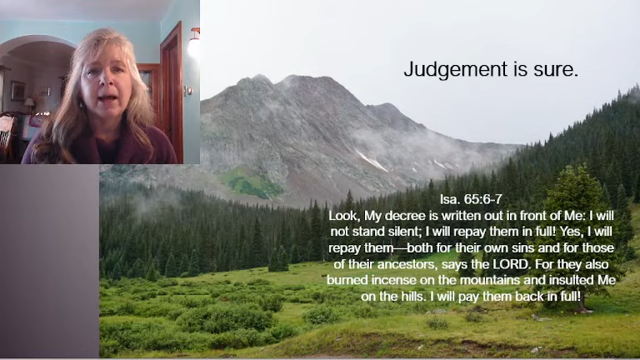 Judgement is sure.
Isa. 65:6-7
Look, My decree is written out in front of Me: I will
not stand silent; I will repay them in full! Yes, I will
repay them—both for their own sins and for those
of their ancestors, says the LORD. For they also
burned incense on the mountains and insulted Me
on the hills. I will pay them back in full!